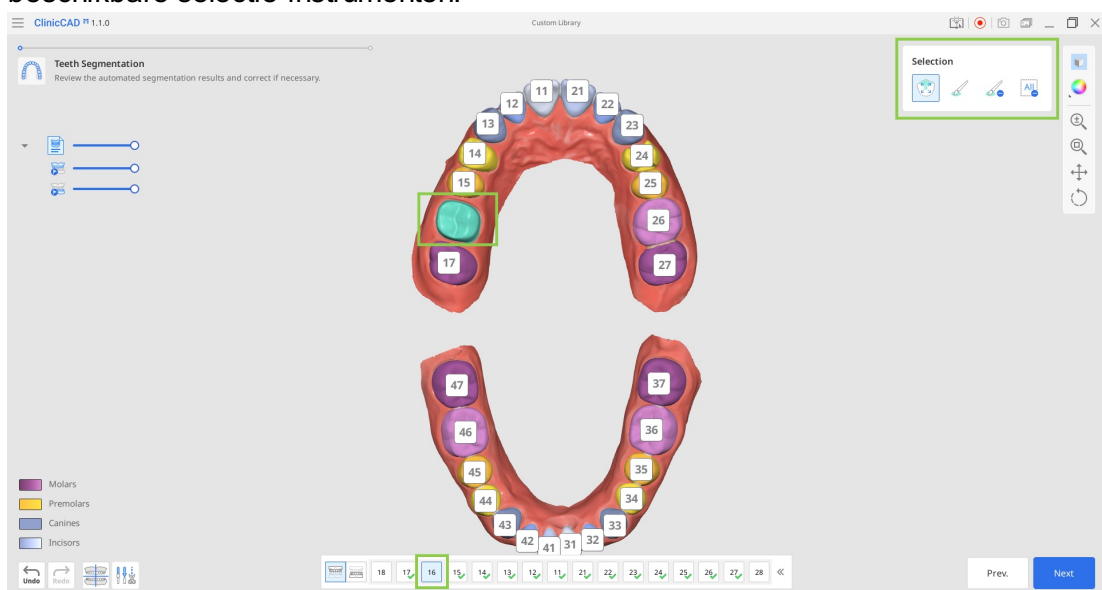 beschikbare selectie-instrumenten.
ClinicCAD 1.1.0
Custom Library
Teeth Segmentation
Review the automated segmentation results and correct if necessary.
Selection
All
11 21
12 22
13 23
14 24
15 25
26
17 27
47 37
46 36
45 35
44 34
43 33
42 41 31 32
Molars
Premolars
Canines
Incisors
Undo Redo
18 17 16 15 14 13 12 11 21 22 23 24 25 26 27 28 «
Prev. Next